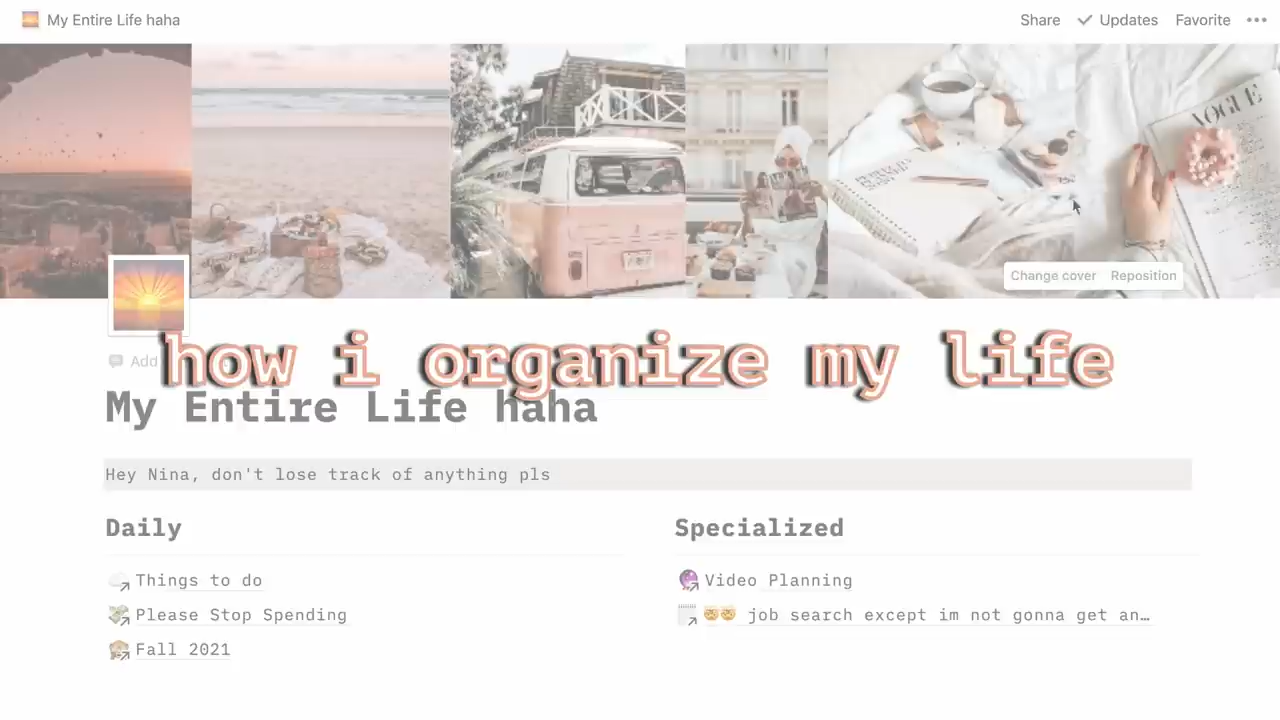 My Entire Life haha
Share
Updates
Favorite
VOGUE
Change cover
Reposition
Add
how i organize my life
My Entire Life haha
Hey Nina, don't lose track of anything pls
Daily
Specialized
Things to do
Video Planning
Please Stop Spending
job search except im not gonna get an…
Fall 2021